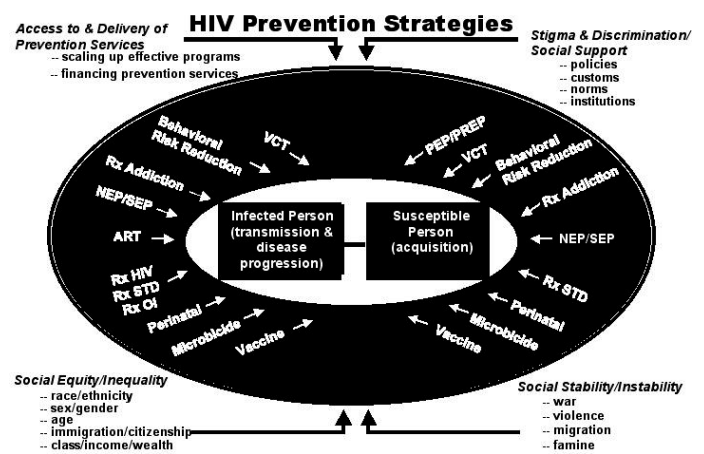 HIV Prevention Strategies
Access to & Delivery of
Prevention Services
-- scaling up effective programs
-- financing prevention services
Stigma & Discrimination/
Social Support
-- policies
-- customs
-- norms
-- institutions
VCT
Behavioral
Risk Reduction
Rx Addiction
NEP/SEP
ART
Rx HIV
Rx STD
Rx OI
Perinatal
Microbicide
Vaccine
Infected Person
(transmission &
disease
progression)
Susceptible
Person
(acquisition)
PEP/PREP
VCT
Behavioral
Risk Reduction
Rx Addiction
NEP/SEP
Rx STD
Perinatal
Microbicide
Vaccine
Social Equity/Inequality
-- race/ethnicity
-- sex/gender
-- age
-- immigration/citizenship
-- class/income/wealth
Social Stability/Instability
-- war
-- violence
-- migration
-- famine